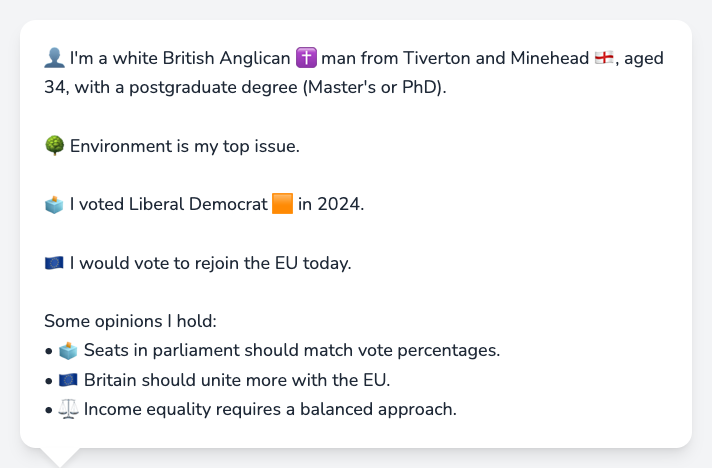 👤 I'm a white British Anglican ✝️ man from Tiverton and Minehead 🏴󠁧󠁢󠁥󠁮󠁧󠁿, aged
34, with a postgraduate degree (Master's or PhD).
🌳 Environment is my top issue.
🗳️ I voted Liberal Democrat 🟧 in 2024.
🇪🇺 I would vote to rejoin the EU today.
Some opinions I hold:
• 🗳️ Seats in parliament should match vote percentages.
• 🇪🇺 Britain should unite more with the EU.
• ⚖️ Income equality requires a balanced approach.